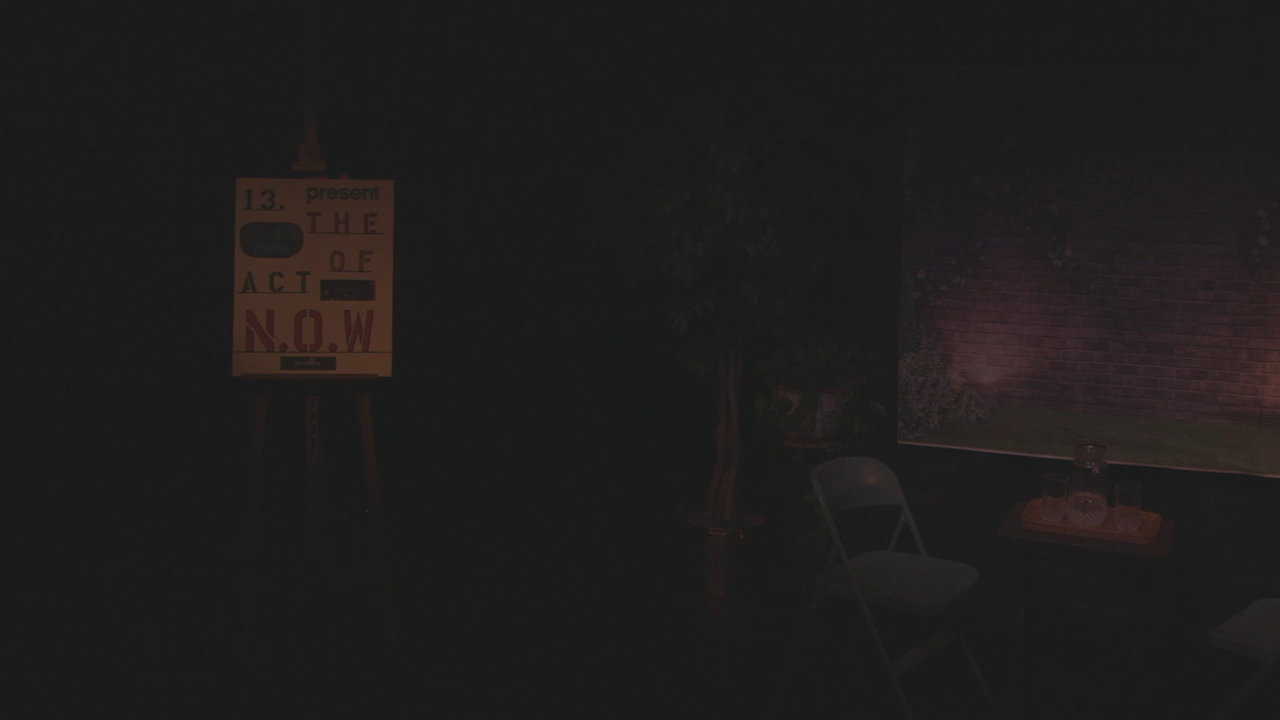 13. present
THE
OF
ACT
N.O.W